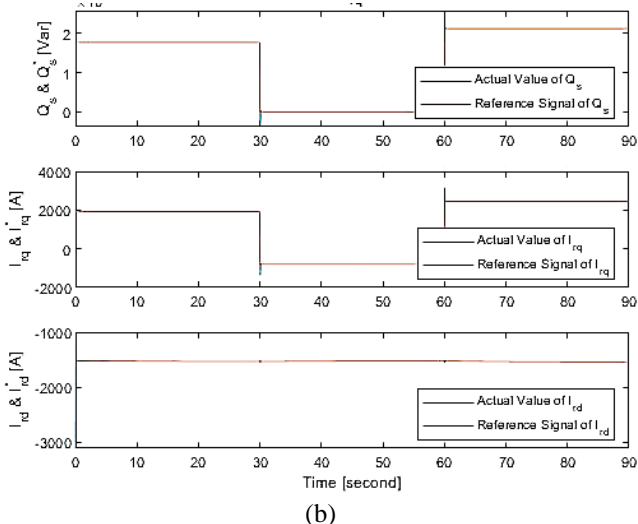 Q_s & Q*_s [Var]
2
1
0
0 10 20 30 40 50 60 70 80 90
Actual Value of Q_s
Reference Signal of Q_s
I_rq & I*_rq [A]
4000
2000
0
-2000
0 10 20 30 40 50 60 70 80 90
Actual Value of I_rq
Reference Signal of I_rq
I_rd & I*_rd [A]
-1000
-2000
-3000
0 10 20 30 40 50 60 70 80 90
Actual Value of I_rd
Reference Signal of I_rd
Time [second]
(b)